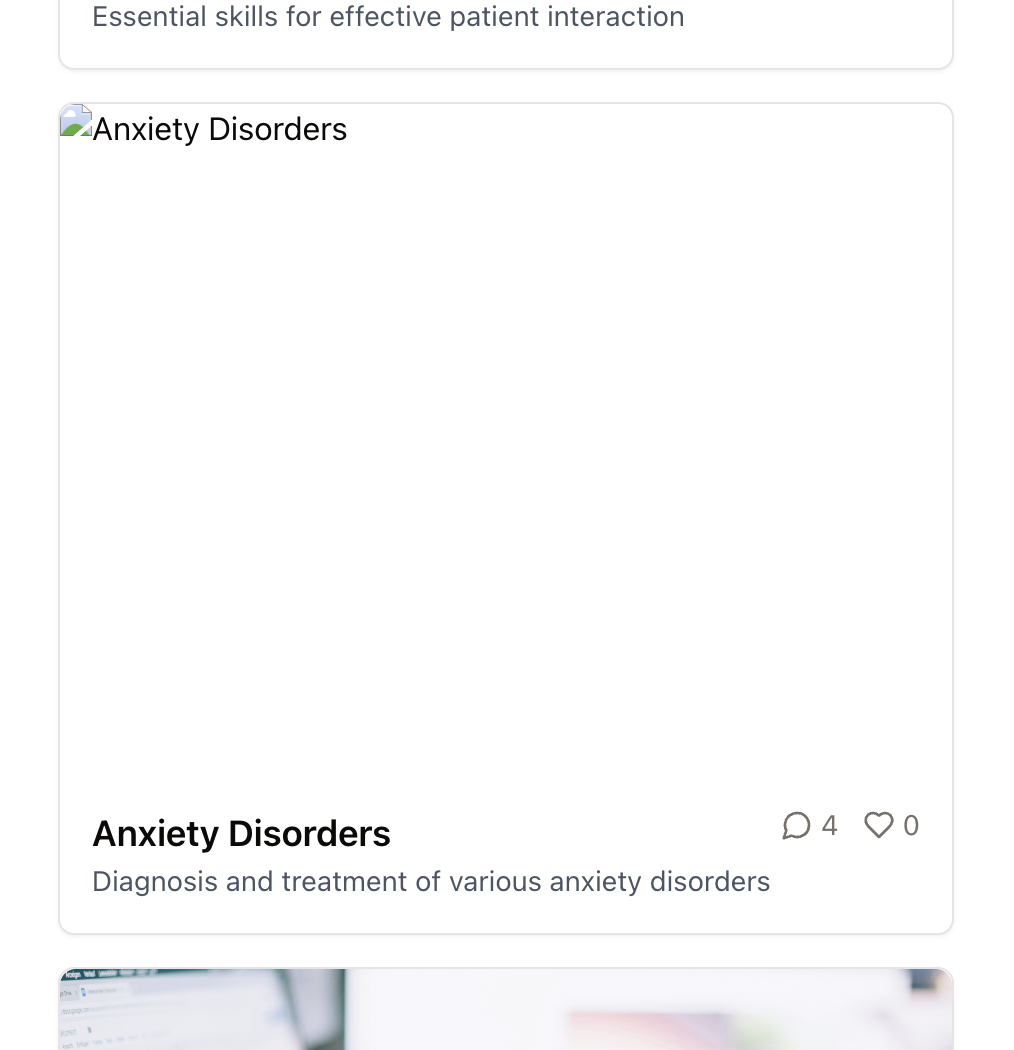 Essential skills for effective patient interaction
Anxiety Disorders
Anxiety Disorders
4 0
Diagnosis and treatment of various anxiety disorders